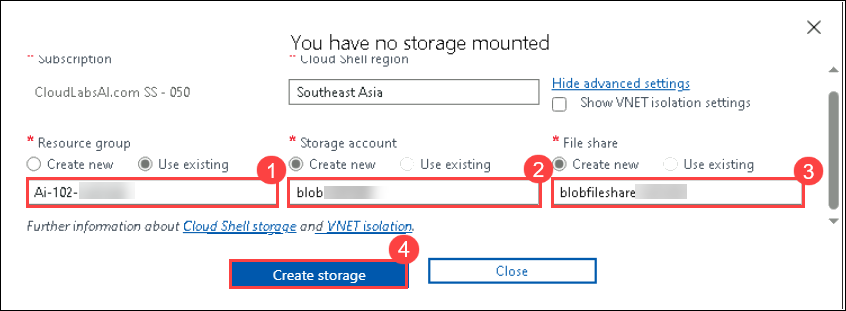 You have no storage mounted
* Subscription
* Cloud Shell region
CloudLabsAI.com SS - 050
Southeast Asia
Hide advanced settings
Show VNET isolation settings
* Resource group
* Storage account
* File share
Create new
Use existing
1
Create new
Use existing
2
Create new
Use existing
3
Ai-102-
blob
blobfileshare
Further information about Cloud Shell storage and VNET isolation.
4
Create storage
Close